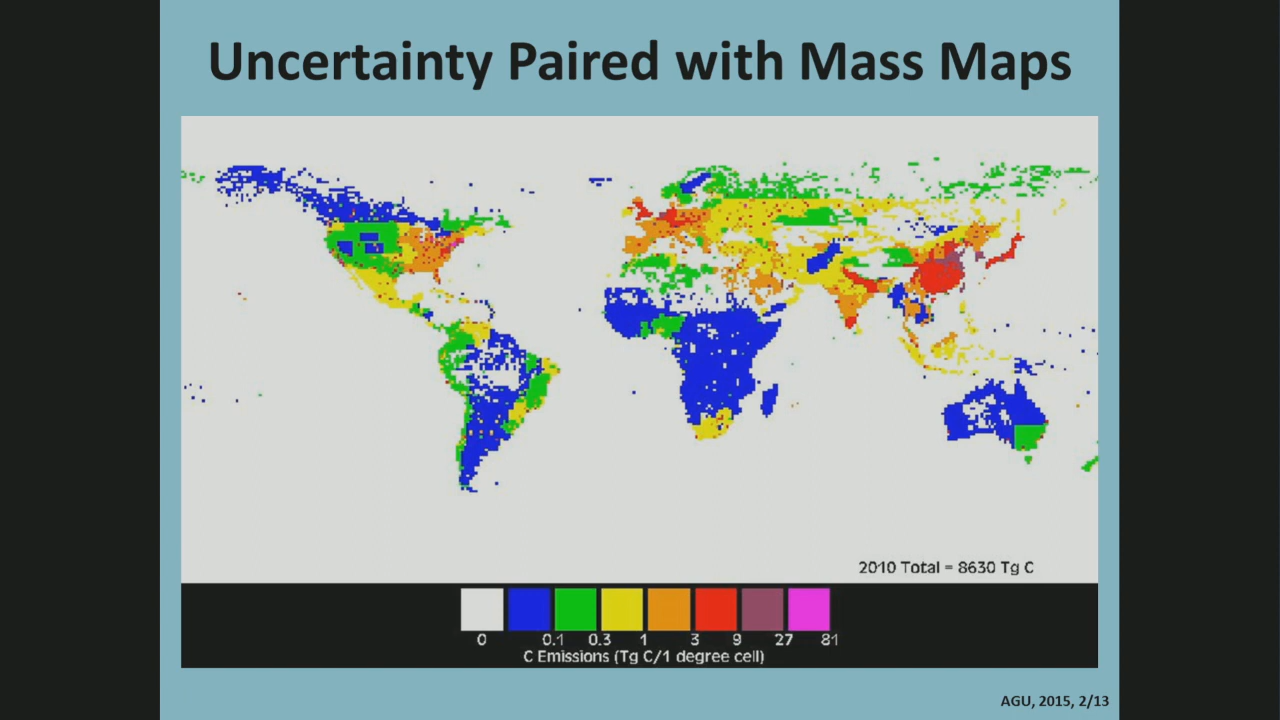 Uncertainty Paired with Mass Maps
2010 Total = 8630 Tg C
0 0.1 0.3 1 3 9 27 81
C Emissions (Tg C/1 degree cell)
AGU, 2015, 2/13